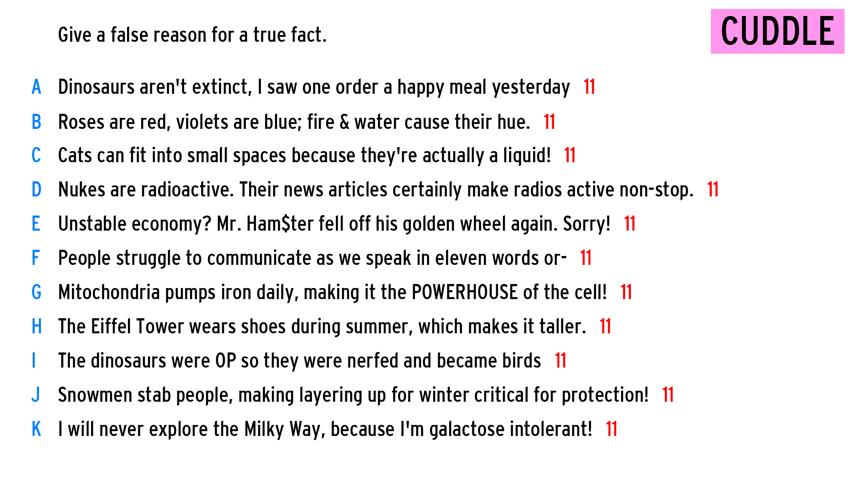 Give a false reason for a true fact.
CUDDLE
A Dinosaurs aren't extinct, I saw one order a happy meal yesterday 11
B Roses are red, violets are blue; fire & water cause their hue. 11
C Cats can fit into small spaces because they're actually a liquid! 11
D Nukes are radioactive. Their news articles certainly make radios active non-stop. 11
E Unstable economy? Mr. Ham$ter fell off his golden wheel again. Sorry! 11
F People struggle to communicate as we speak in eleven words or- 11
G Mitochondria pumps iron daily, making it the POWERHOUSE of the cell! 11
H The Eiffel Tower wears shoes during summer, which makes it taller. 11
I The dinosaurs were OP so they were nerfed and became birds 11
J Snowmen stab people, making layering up for winter critical for protection! 11
K I will never explore the Milky Way, because I'm galactose intolerant! 11